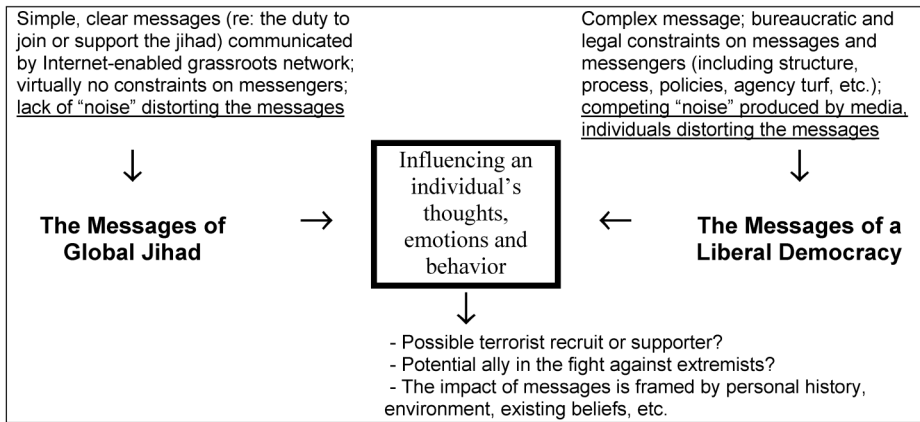 Simple, clear messages (re: the duty to
join or support the jihad) communicated
by Internet-enabled grassroots network;
virtually no constraints on messengers;
lack of “noise” distorting the messages
Complex message; bureaucratic and
legal constraints on messages and
messengers (including structure,
process, policies, agency turf, etc.);
competing “noise” produced by media,
individuals distorting the messages
↓
↓
The Messages of
Global Jihad
→
Influencing an
individual’s
thoughts,
emotions and
behavior
←
The Messages of a
Liberal Democracy
↓
- Possible terrorist recruit or supporter?
- Potential ally in the fight against extremists?
- The impact of messages is framed by personal history,
environment, existing beliefs, etc.